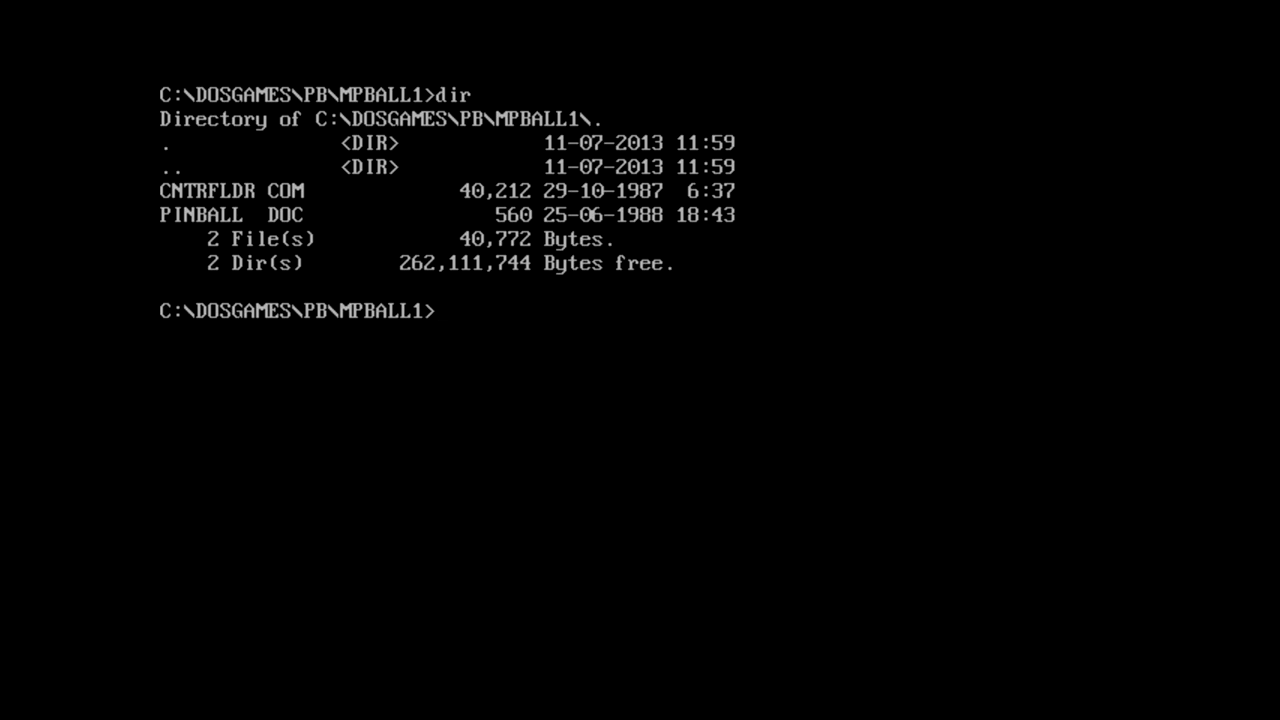 C:\DOSGAMES\PB\MPBALL1>dir
Directory of C:\DOSGAMES\PB\MPBALL1\.
. <DIR> 11-07-2013 11:59
.. <DIR> 11-07-2013 11:59
CNTRFLDR COM 40,212 29-10-1987 6:37
PINBALL DOC 560 25-06-1988 18:43
2 File(s) 40,772 Bytes.
2 Dir(s) 262,111,744 Bytes free.
C:\DOSGAMES\PB\MPBALL1>